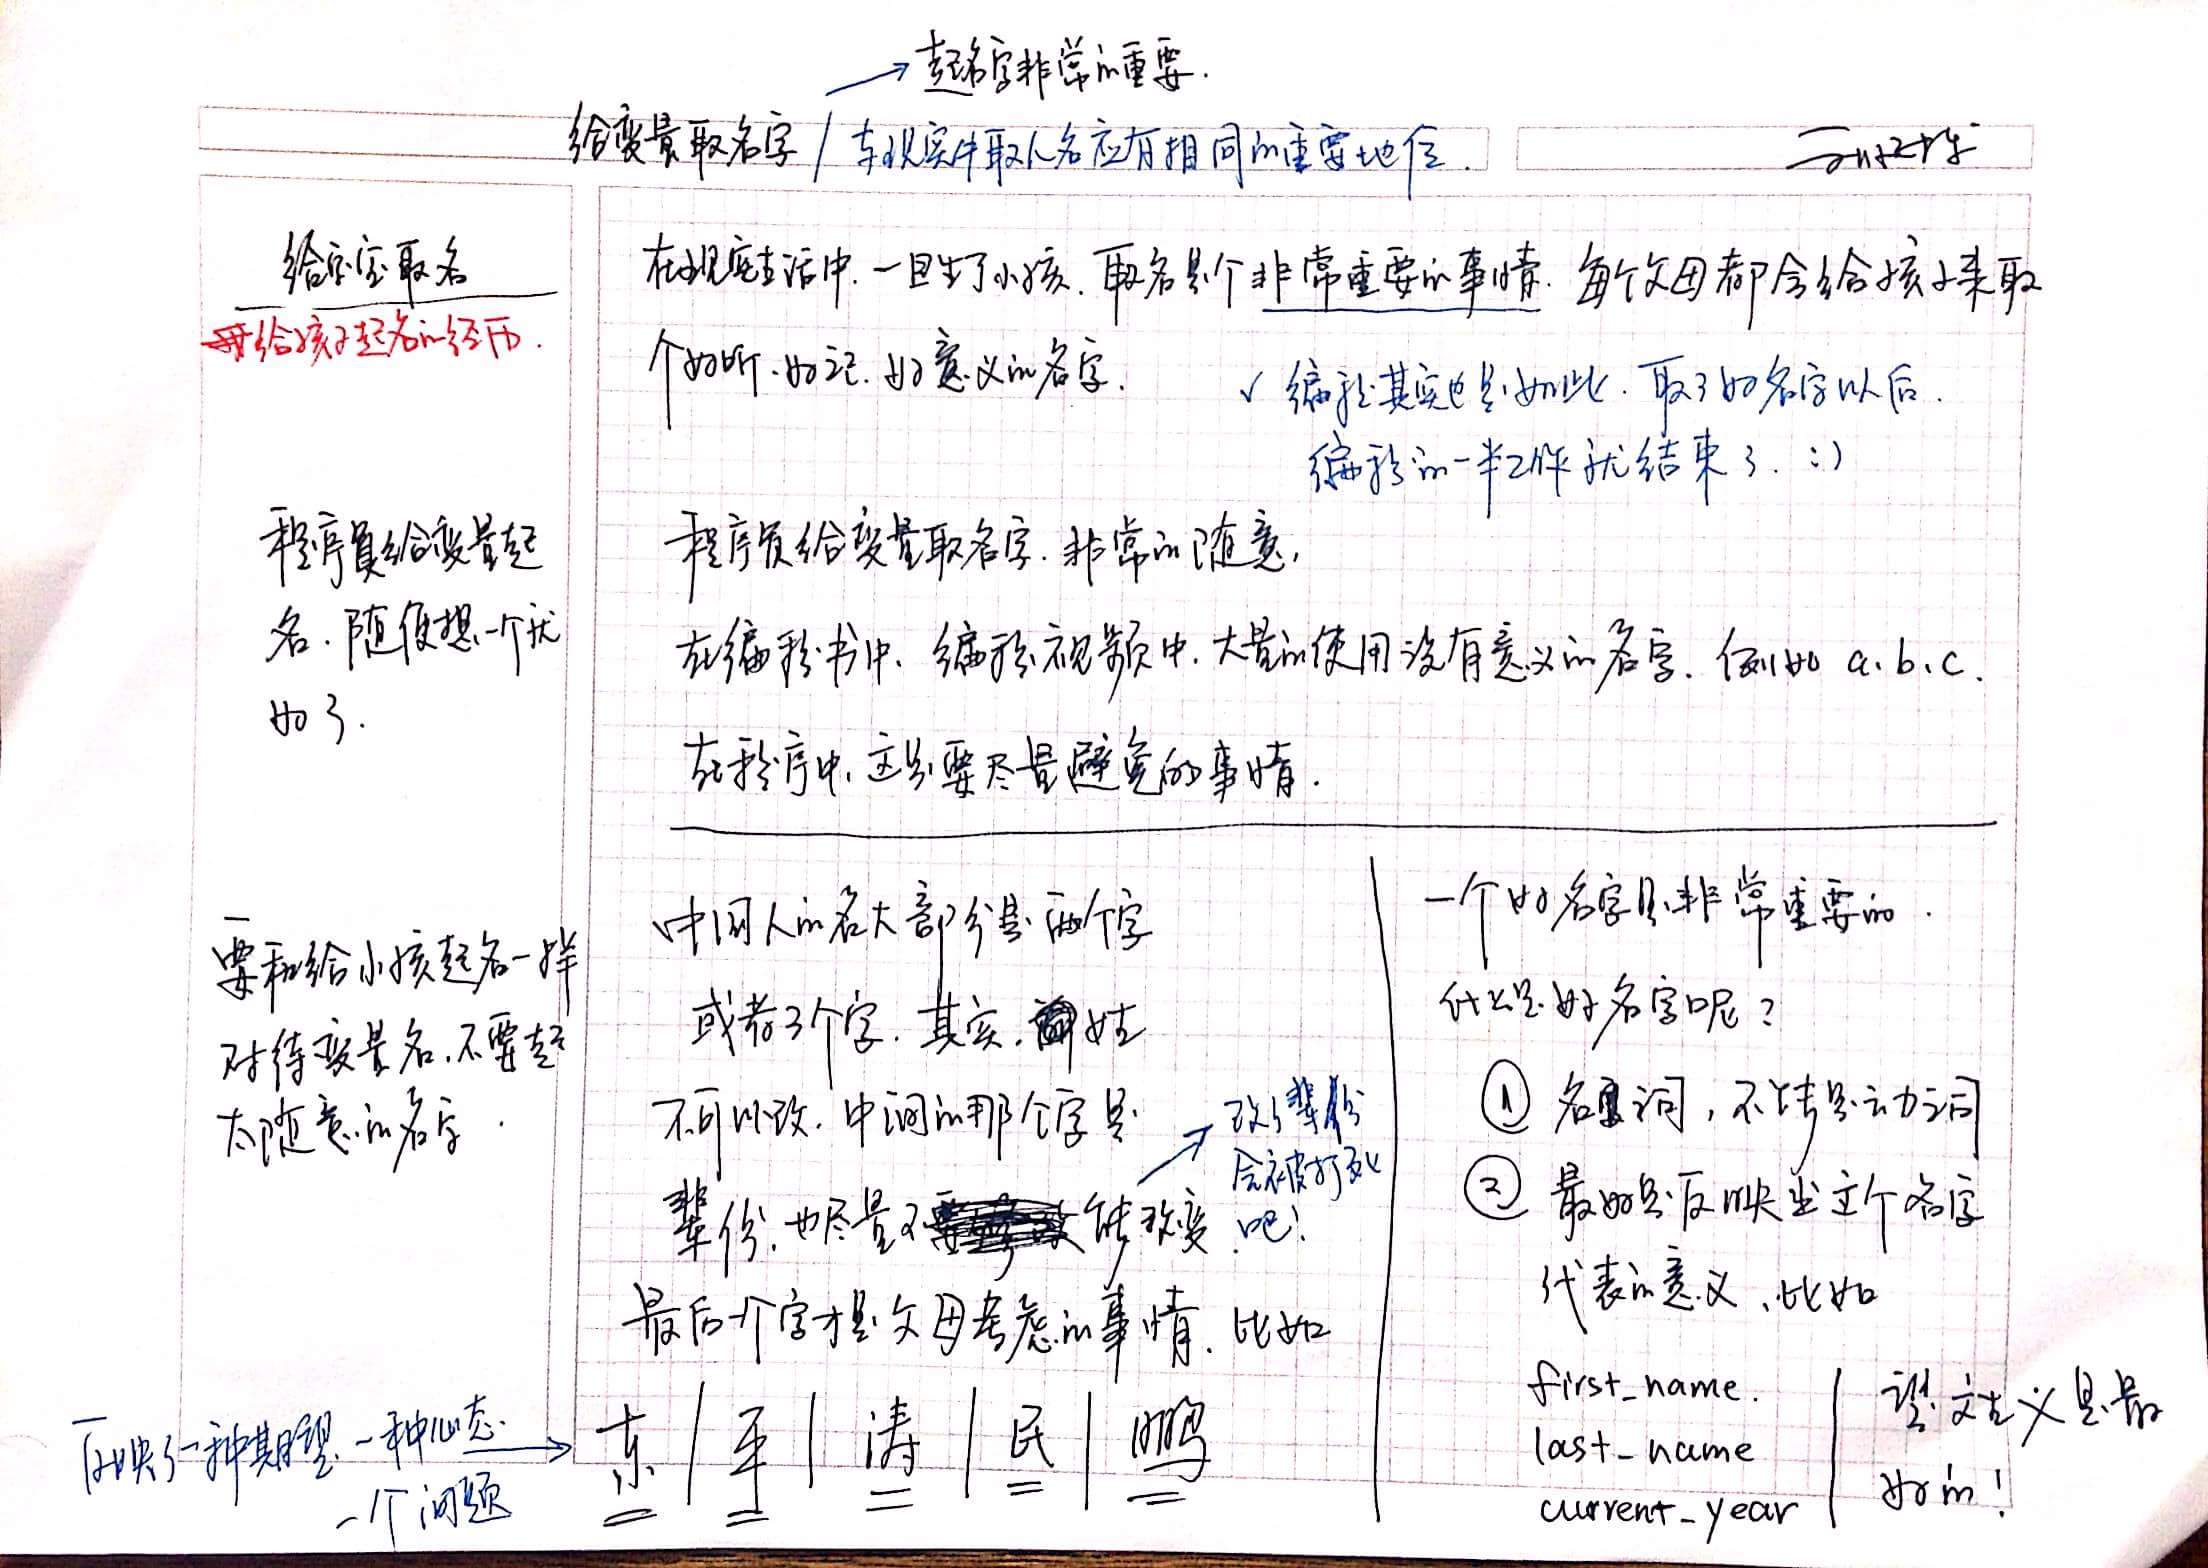 起名字非常的重要.
给变量取名字 / 在现实中取人名应有相同的重要地位.
给宝宝取名
给孩子起名的经历.
在现实生活中.一旦生了小孩.取名是个非常重要的事情.每个父母都会给孩子来取
个好听.好记.好意义的名字.
√ 编程其实也是如此.取了好名字以后.
编程的一半工作就结束了. :)
程序员给变量起
名.随便想一个就
好了.
程序员给变量取名字.非常的随意,
在编程书中.编程视频中.大量的使用没有意义的名字.例如 a.b.c.
在程序中,这是要尽量避免的事情.
要和给小孩起名一样
对待变量名.不要起
太随意的名字.
中国人的名大部分是两个字
或者3个字.其实.姓
不可以改.中间的那个字是
辈份.也尽量不能改变
改了辈份
会被打死
吧!
最后一个字才是父母考虑的事情.比如
反映了一种期望.一种心态.
一个问题
东 | 军 | 涛 | 民 | 鹏
一个好名字是非常重要的.
什么是好名字呢?
① 名词,不能是动词
② 最好是反映出这个名字
代表的意义、比如
first_name.
last_name
current_year
望文生义是最
好的!